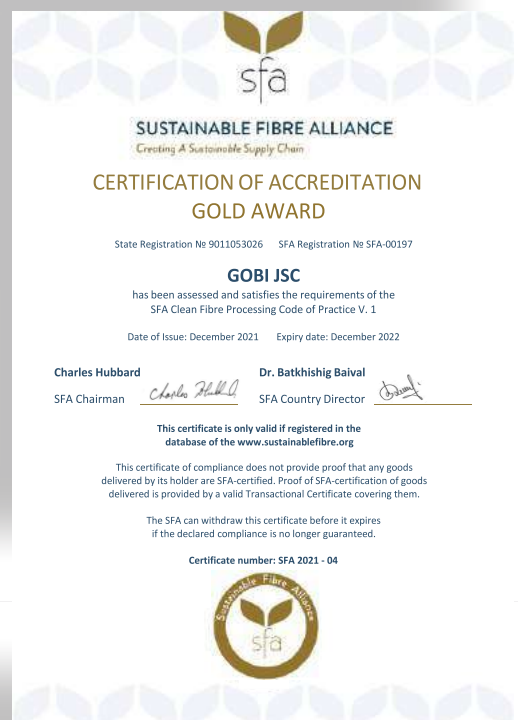 sfa
SUSTAINABLE FIBRE ALLIANCE
Creating A Sustainable Supply Chain
CERTIFICATION OF ACCREDITATION
GOLD AWARD
State Registration № 9011053026 SFA Registration № SFA-00197
GOBI JSC
has been assessed and satisfies the requirements of the
SFA Clean Fibre Processing Code of Practice V. 1
Date of Issue: December 2021 Expiry date: December 2022
Charles Hubbard Dr. Batkhishig Baival
SFA Chairman Charles Hubbard SFA Country Director
This certificate is only valid if registered in the
database of the www.sustainablefibre.org
This certificate of compliance does not provide proof that any goods
delivered by its holder are SFA-certified. Proof of SFA-certification of goods
delivered is provided by a valid Transactional Certificate covering them.
The SFA can withdraw this certificate before it expires
if the declared compliance is no longer guaranteed.
Certificate number: SFA 2021 - 04
Sustainable Fibre Alliance
sfa